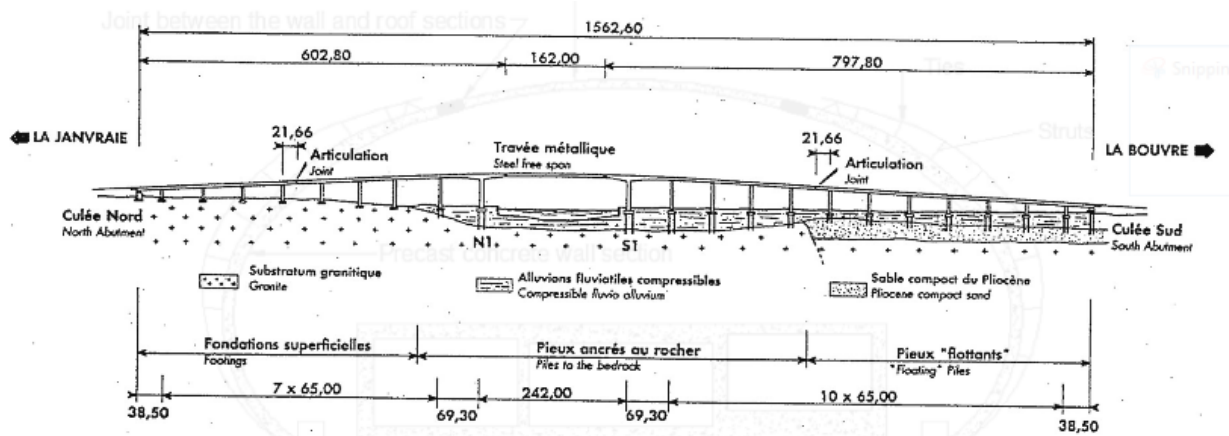 Joint between the wall and roof sections
1562,60
602,80
162,00
797,80
Ties
Snippin
Struts
LA JANVRAIE
21,66
Articulation
Joint
Travée métallique
Steel free span
21,66
Articulation
Joint
LA BOUVRE
Culée Nord
North Abutment
N1
S1
Culée Sud
South Abutment
Precast concrete wall section
Substratum granitique
Granite
Alluvions fluviatiles compressibles
Compressible fluvio alluvium
Sable compact du Pliocène
Pliocene compact sand
Fondations superficielles
Footings
Pieux ancrés au rocher
Piles to the bedrock
Pieux "flottants"
"Floating" Piles
7 x 65,00
242,00
10 x 65,00
38,50
69,30
69,30
38,50